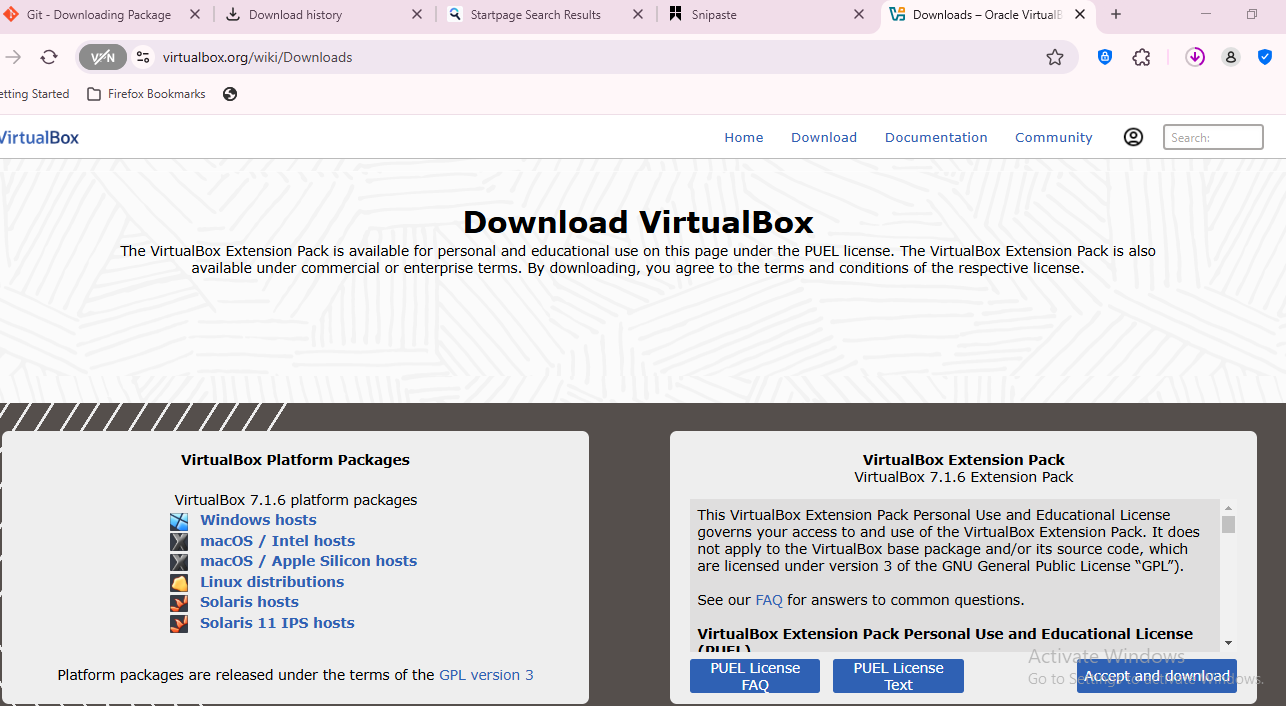 Git - Downloading Package
Download history
Startpage Search Results
Snipaste
Downloads – Oracle VirtualB
VPN
virtualbox.org/wiki/Downloads
etting Started
Firefox Bookmarks
VirtualBox
Home
Download
Documentation
Community
Search:
Download VirtualBox
The VirtualBox Extension Pack is available for personal and educational use on this page under the PUEL license. The VirtualBox Extension Pack is also
available under commercial or enterprise terms. By downloading, you agree to the terms and conditions of the respective license.
VirtualBox Platform Packages
VirtualBox 7.1.6 platform packages
Windows hosts
macOS / Intel hosts
macOS / Apple Silicon hosts
Linux distributions
Solaris hosts
Solaris 11 IPS hosts
Platform packages are released under the terms of the GPL version 3
VirtualBox Extension Pack
VirtualBox 7.1.6 Extension Pack
This VirtualBox Extension Pack Personal Use and Educational License
governs your access to and use of the VirtualBox Extension Pack. It does
not apply to the VirtualBox base package and/or its source code, which
are licensed under version 3 of the GNU General Public License “GPL”).
See our FAQ for answers to common questions.
VirtualBox Extension Pack Personal Use and Educational License
(PUEL)
PUEL License
FAQ
PUEL License
Text
Accept and download
Activate Windows
Go to Settings to activate Windows.